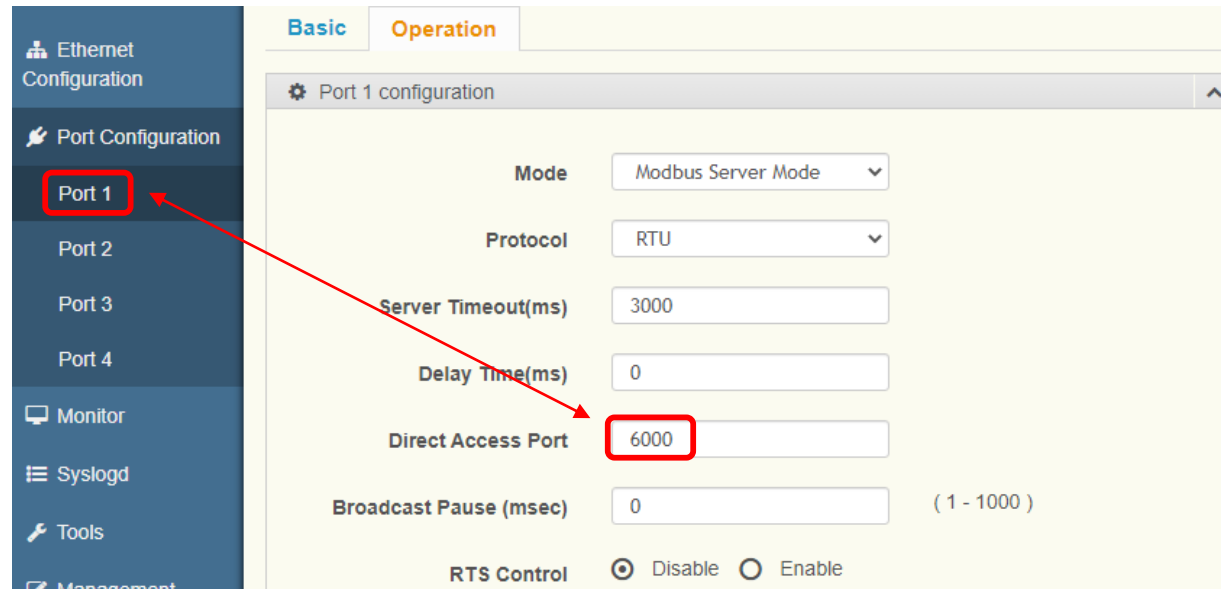 Ethernet
Configuration
Port Configuration
Port 1
Port 2
Port 3
Port 4
Monitor
Syslogd
Tools
Management
Basic
Operation
Port 1 configuration
Mode Modbus Server Mode
Protocol RTU
Server Timeout(ms) 3000
Delay Time(ms) 0
Direct Access Port 6000
Broadcast Pause (msec) 0 ( 1 - 1000 )
RTS Control Disable Enable